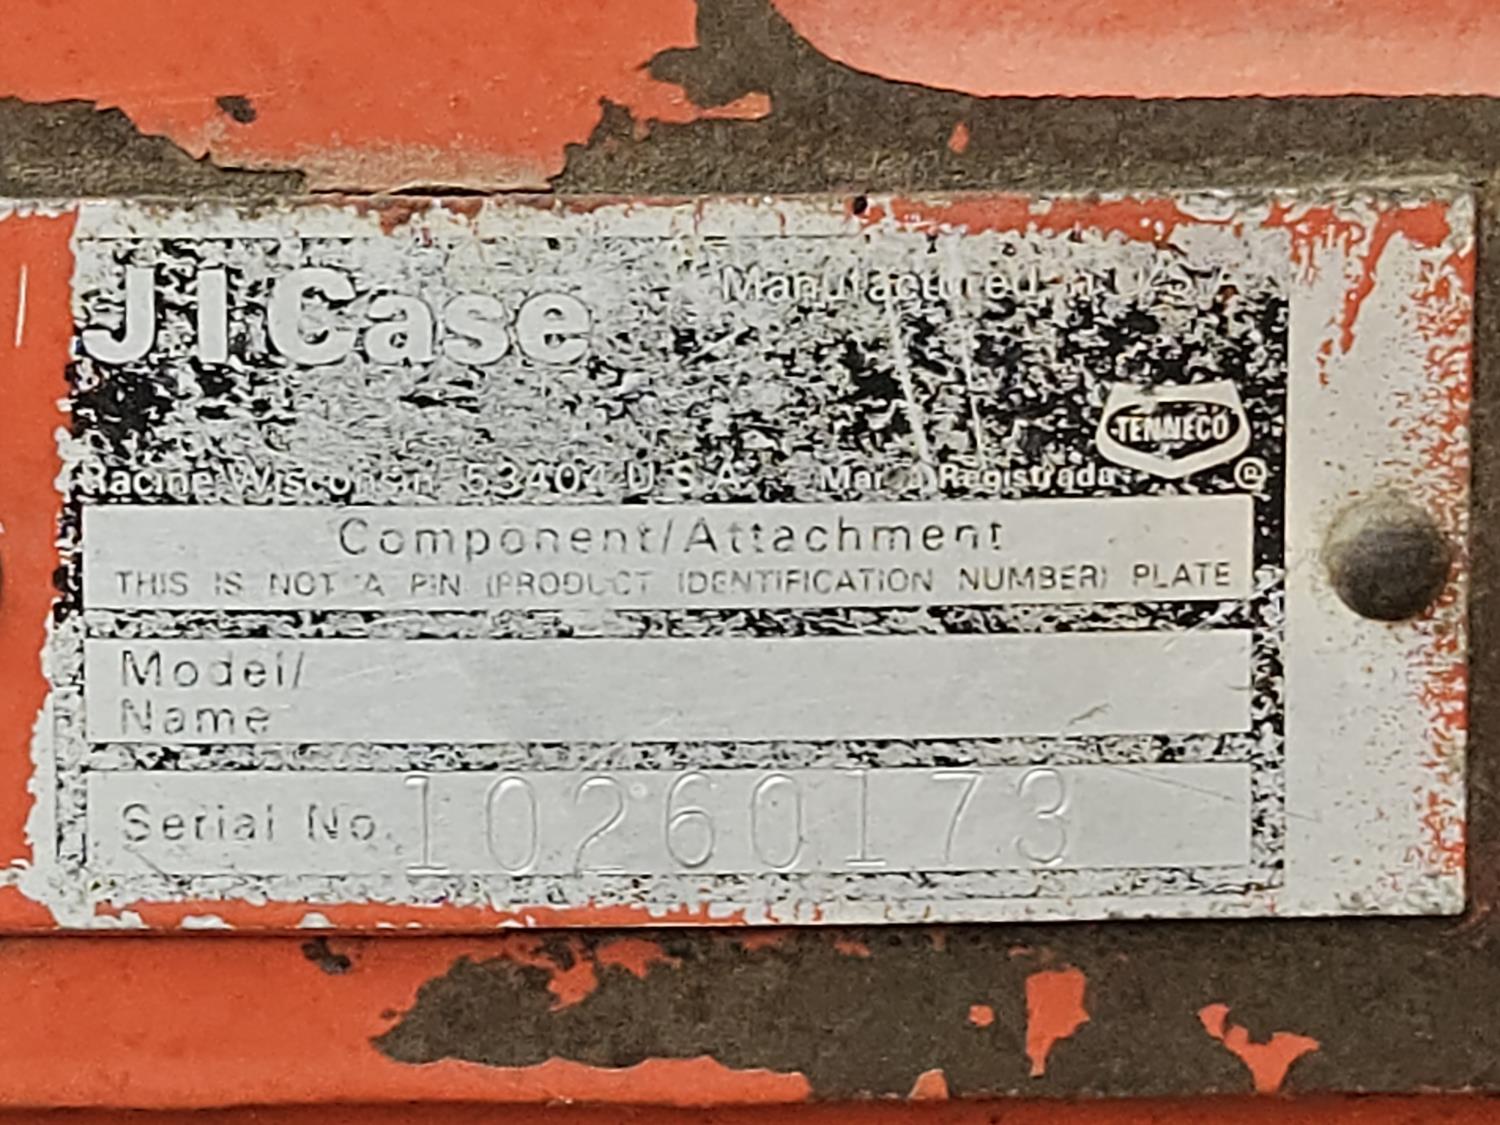 J I Case
Manufactured in U S A
TENNECO
Racine Wisconsin 53404 U S A
Marca Registrada ®
Component/Attachment
THIS IS NOT A PIN (PRODUCT IDENTIFICATION NUMBER) PLATE
Model/
Name
Serial No. 10260173